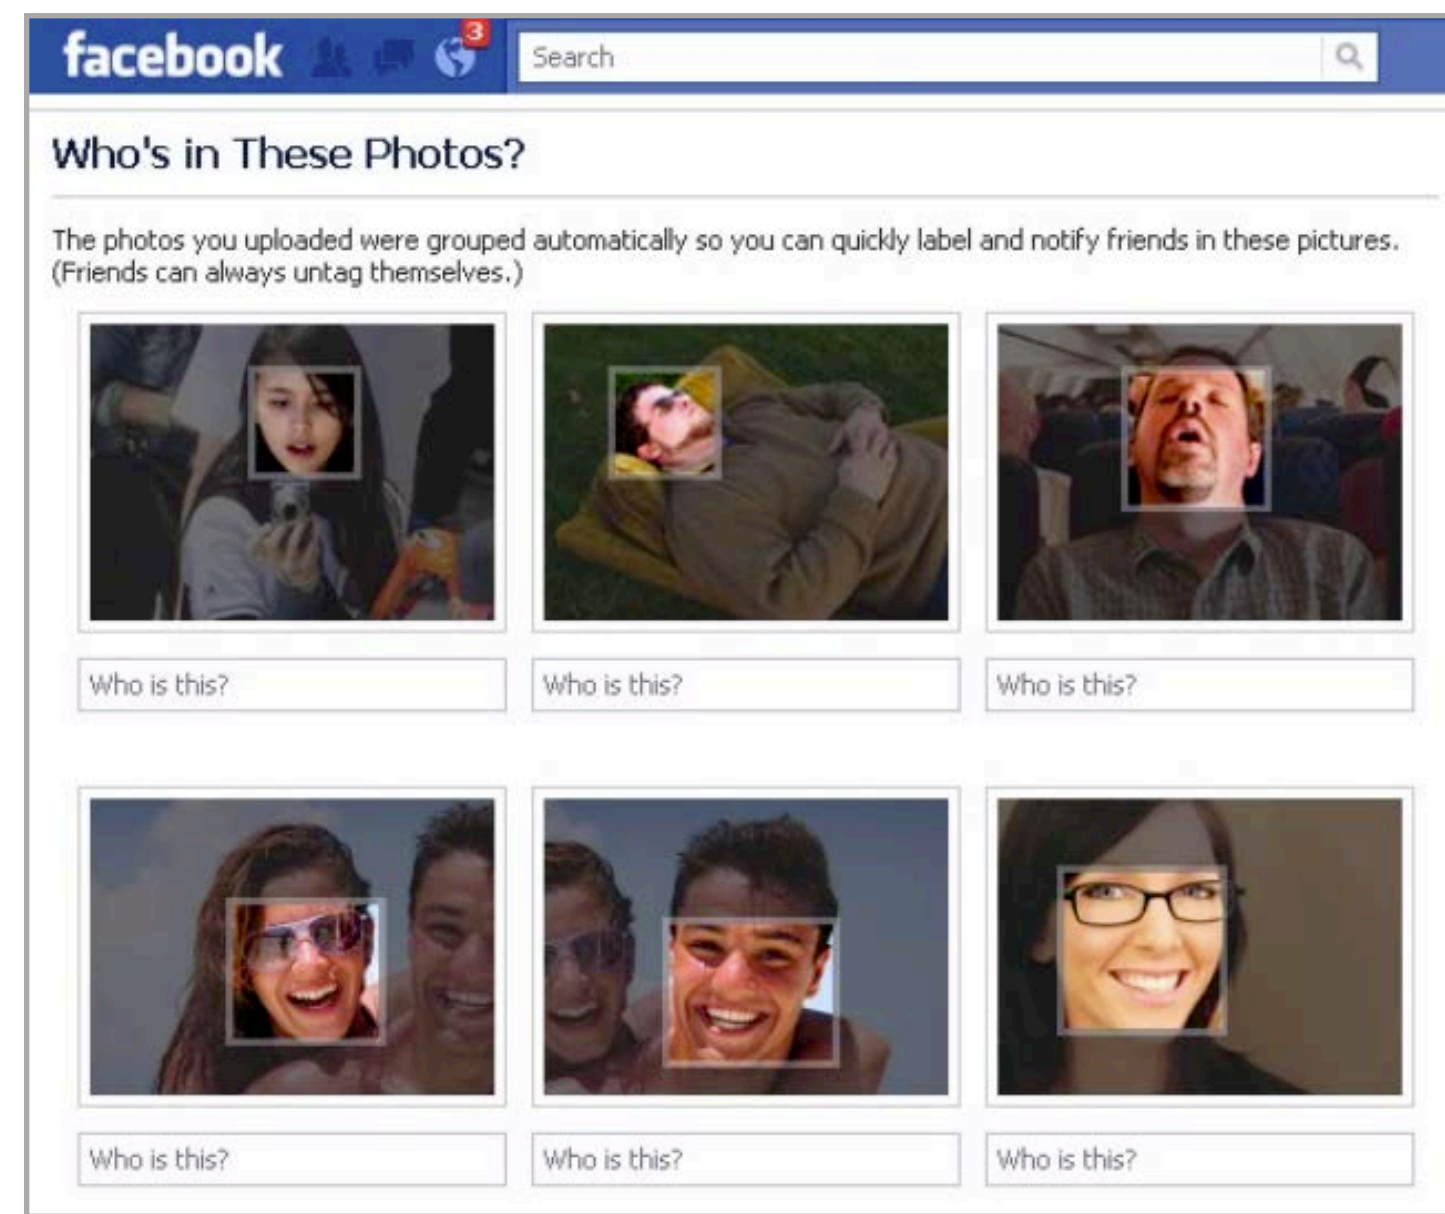 facebook
3
Search
Who's in These Photos?
The photos you uploaded were grouped automatically so you can quickly label and notify friends in these pictures.
(Friends can always untag themselves.)
Who is this? Who is this? Who is this?
Who is this? Who is this? Who is this?